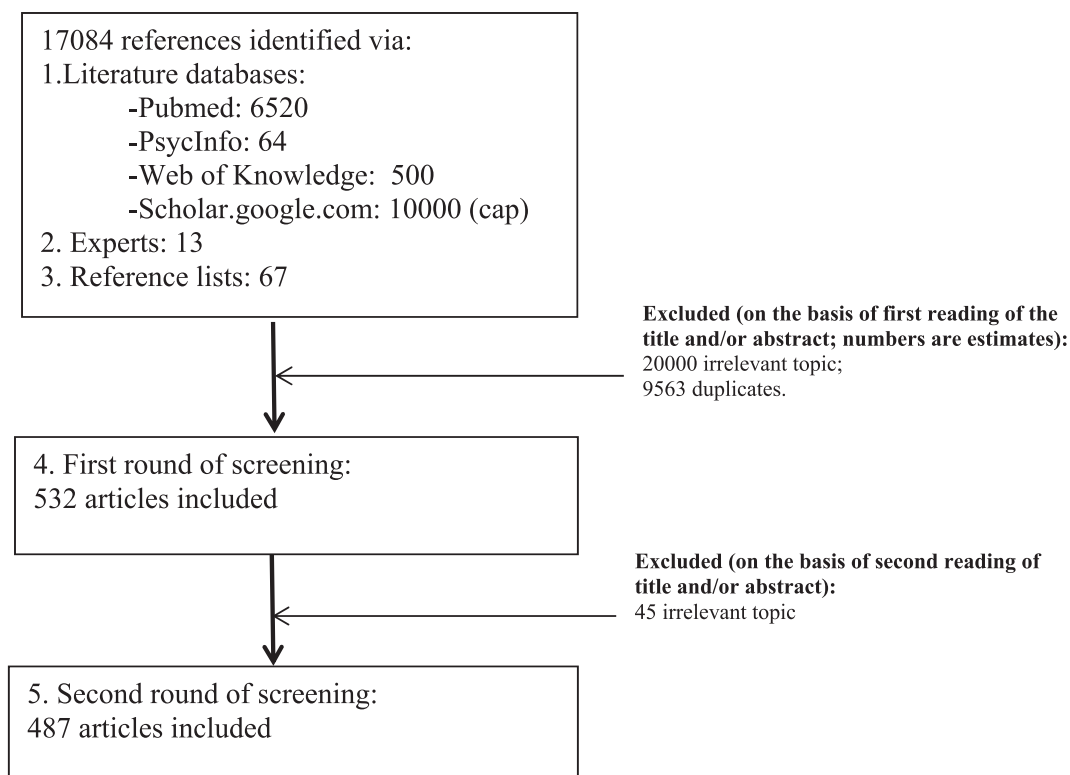 17084 references identified via:
1.Literature databases:
-Pubmed: 6520
-PsycInfo: 64
-Web of Knowledge:  500
-Scholar.google.com: 10000 (cap)
2. Experts: 13
3. Reference lists: 67
Excluded (on the basis of first reading of the
title and/or abstract; numbers are estimates):
20000 irrelevant topic;
9563 duplicates.
4. First round of screening:
532 articles included
Excluded (on the basis of second reading of
title and/or abstract):
45 irrelevant topic
5. Second round of screening:
487 articles included